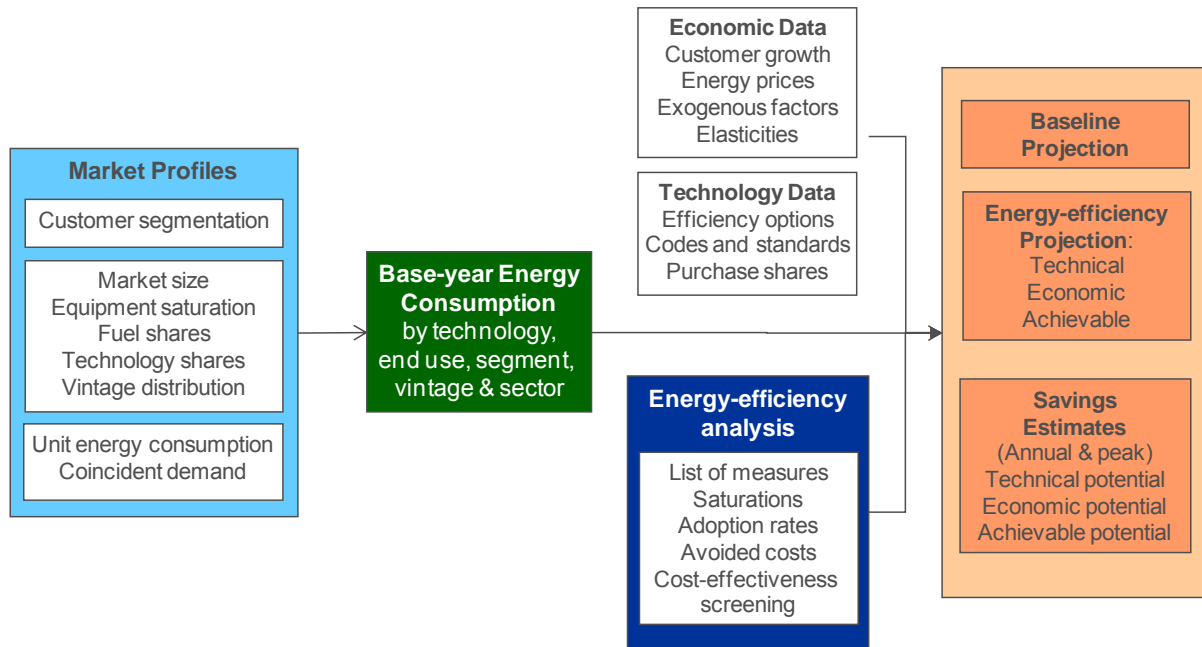 Market Profiles
Customer segmentation
Market size
Equipment saturation
Fuel shares
Technology shares
Vintage distribution
Unit energy consumption
Coincident demand
Base-year Energy
Consumption
by technology,
end use, segment,
vintage & sector
Economic Data
Customer growth
Energy prices
Exogenous factors
Elasticities
Technology Data
Efficiency options
Codes and standards
Purchase shares
Energy-efficiency
analysis
List of measures
Saturations
Adoption rates
Avoided costs
Cost-effectiveness
screening
Baseline
Projection
Energy-efficiency
Projection:
Technical
Economic
Achievable
Savings
Estimates
(Annual & peak)
Technical potential
Economic potential
Achievable potential